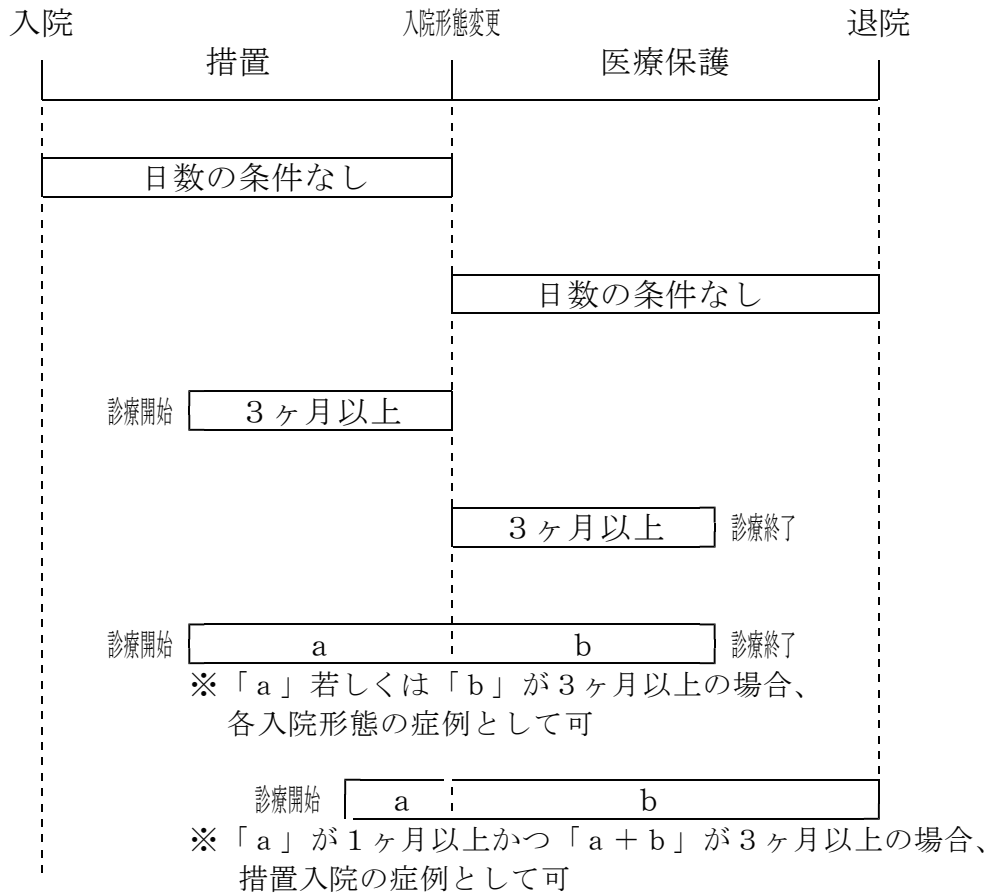 入院 入院形態変更 退院
措置 医療保護
日数の条件なし
日数の条件なし
診療開始 3ヶ月以上
3ヶ月以上 診療終了
診療開始 a b 診療終了
※「a」若しくは「b」が3ヶ月以上の場合、
各入院形態の症例として可
診療開始 a b
※「a」が1ヶ月以上かつ「a+b」が3ヶ月以上の場合、
措置入院の症例として可